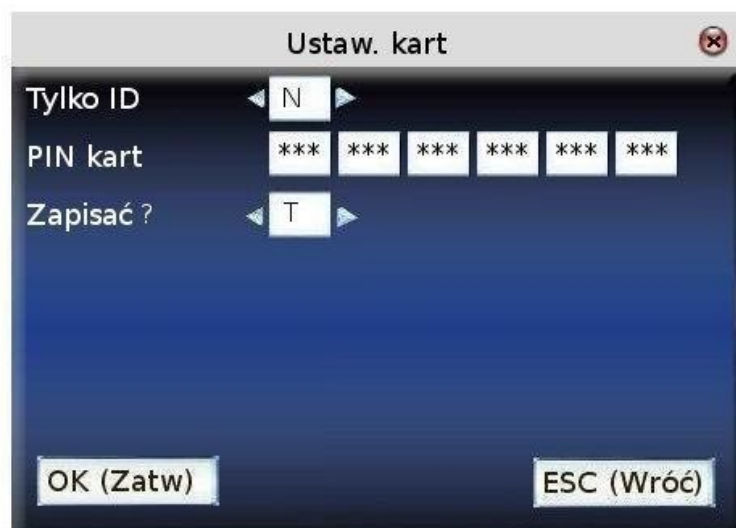 Ustaw. kart
Tylko ID N
PIN kart *** *** *** *** *** ***
Zapisać ? T
OK (Zatw) ESC (Wróć)